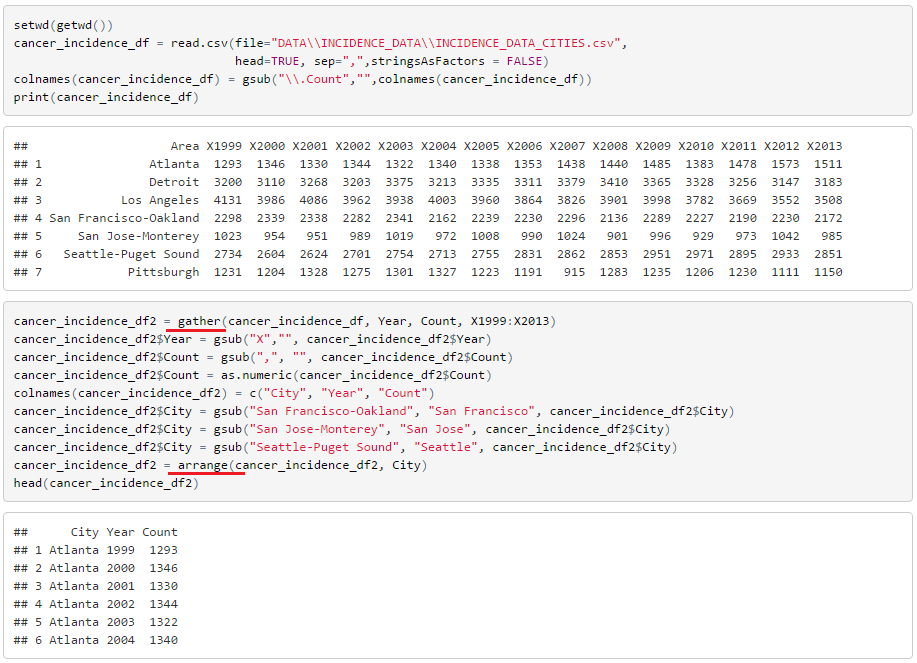 setwd(getwd())
cancer_incidence_df = read.csv(file="DATA\\INCIDENCE_DATA\\INCIDENCE_DATA_CITIES.csv",
                               head=TRUE, sep=",",stringsAsFactors = FALSE)
colnames(cancer_incidence_df) = gsub("\\.Count","",colnames(cancer_incidence_df))
print(cancer_incidence_df)
##                    Area X1999 X2000 X2001 X2002 X2003 X2004 X2005 X2006 X2007 X2008 X2009 X2010 X2011 X2012 X2013
## 1               Atlanta  1293  1346  1330  1344  1322  1340  1338  1353  1438  1440  1485  1383  1478  1573  1511
## 2               Detroit  3200  3110  3268  3203  3375  3213  3335  3311  3379  3410  3365  3328  3256  3147  3183
## 3           Los Angeles  4131  3986  4086  3962  3938  4003  3960  3864  3826  3901  3998  3782  3669  3552  3508
## 4 San Francisco-Oakland  2298  2339  2338  2282  2341  2162  2239  2230  2296  2136  2289  2227  2190  2230  2172
## 5     San Jose-Monterey  1023   954   951   989  1019   972  1008   990  1024   901   996   929   973  1042   985
## 6   Seattle-Puget Sound  2734  2604  2624  2701  2754  2713  2755  2831  2862  2853  2951  2971  2895  2933  2851
## 7            Pittsburgh  1231  1204  1328  1275  1301  1327  1223  1191   915  1283  1235  1206  1230  1111  1150
cancer_incidence_df2 = gather(cancer_incidence_df, Year, Count, X1999:X2013)
cancer_incidence_df2$Year = gsub("X","", cancer_incidence_df2$Year)
cancer_incidence_df2$Count = gsub(",", "", cancer_incidence_df2$Count)
cancer_incidence_df2$Count = as.numeric(cancer_incidence_df2$Count)
colnames(cancer_incidence_df2) = c("City", "Year", "Count")
cancer_incidence_df2$City = gsub("San Francisco-Oakland", "San Francisco", cancer_incidence_df2$City)
cancer_incidence_df2$City = gsub("San Jose-Monterey", "San Jose", cancer_incidence_df2$City)
cancer_incidence_df2$City = gsub("Seattle-Puget Sound", "Seattle", cancer_incidence_df2$City)
cancer_incidence_df2 = arrange(cancer_incidence_df2, City)
head(cancer_incidence_df2)
##      City Year Count
## 1 Atlanta 1999  1293
## 2 Atlanta 2000  1346
## 3 Atlanta 2001  1330
## 4 Atlanta 2002  1344
## 5 Atlanta 2003  1322
## 6 Atlanta 2004  1340